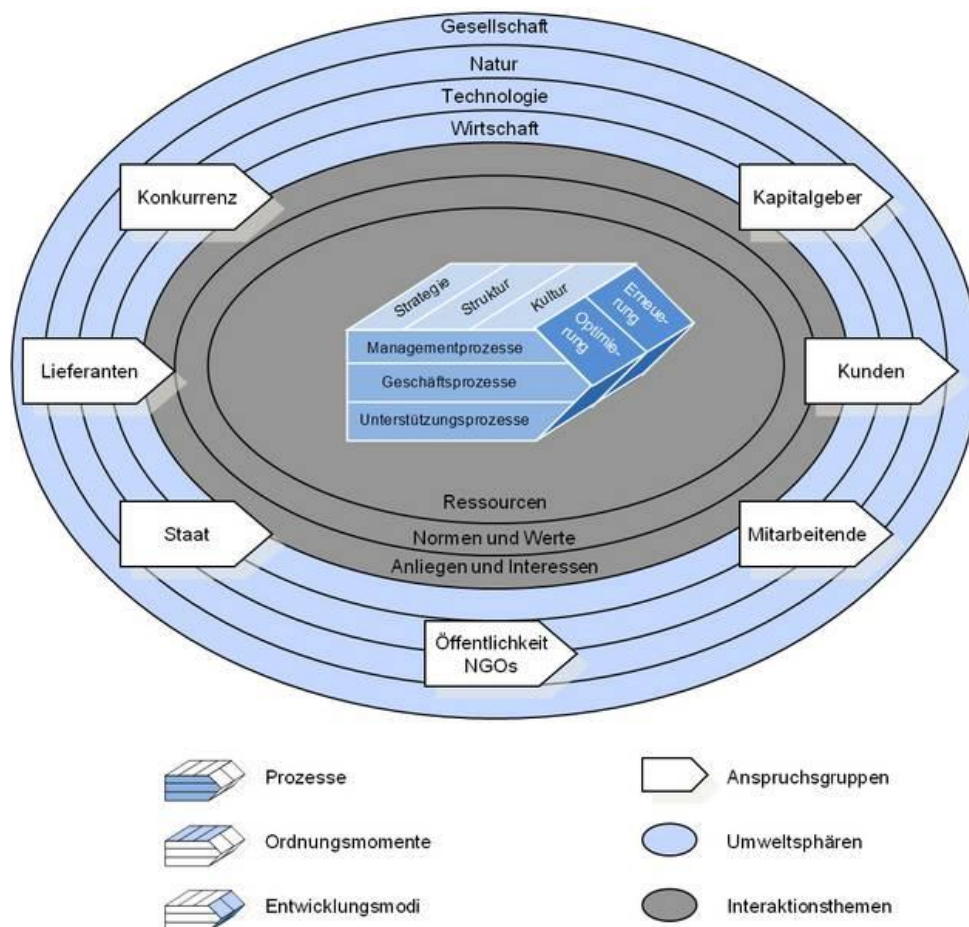 Gesellschaft
Natur
Technologie
Wirtschaft
Konkurrenz
Kapitalgeber
Strategie
Struktur
Kultur
Erneue-
rung
Optimie-
rung
Managementprozesse
Geschäftsprozesse
Unterstützungsprozesse
Lieferanten
Kunden
Ressourcen
Normen und Werte
Anliegen und Interessen
Staat
Mitarbeitende
Öffentlichkeit
NGOs
Prozesse
Anspruchsgruppen
Ordnungsmomente
Umweltsphären
Entwicklungsmodi
Interaktionsthemen